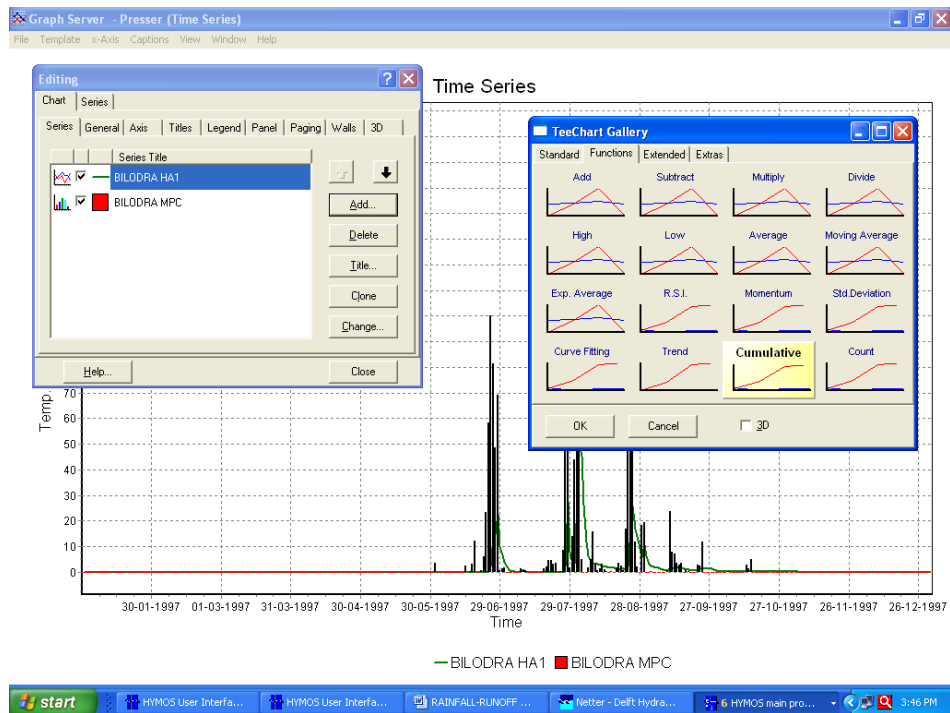 Graph Server - Presser (Time Series)
File Template x-Axis Captions View Window Help
Time Series
Editing
Chart Series
Series General Axis Titles Legend Panel Paging Walls 3D
Series Title
BILODRA HA1
BILODRA MPC
Add...
Delete
Title...
Clone
Change...
Help... Close
TeeChart Gallery
Standard Functions Extended Extras
Add Subtract Multiply Divide
High Low Average Moving Average
Exp. Average R.S.I. Momentum Std.Deviation
Curve Fitting Trend Cumulative Count
OK Cancel 3D
Temp.
70
60
50
40
30
20
10
0
30-01-1997 01-03-1997 31-03-1997 30-04-1997 30-05-1997 29-06-1997 29-07-1997 28-08-1997 27-09-1997 27-10-1997 26-11-1997 26-12-1997
Time
BILODRA HA1 BILODRA MPC
start HYMOS User Interfa... HYMOS User Interfa... RAINFALL-RUNOFF ... Netter - Delft Hydra... 6 HYMOS main pro... 3:46 PM